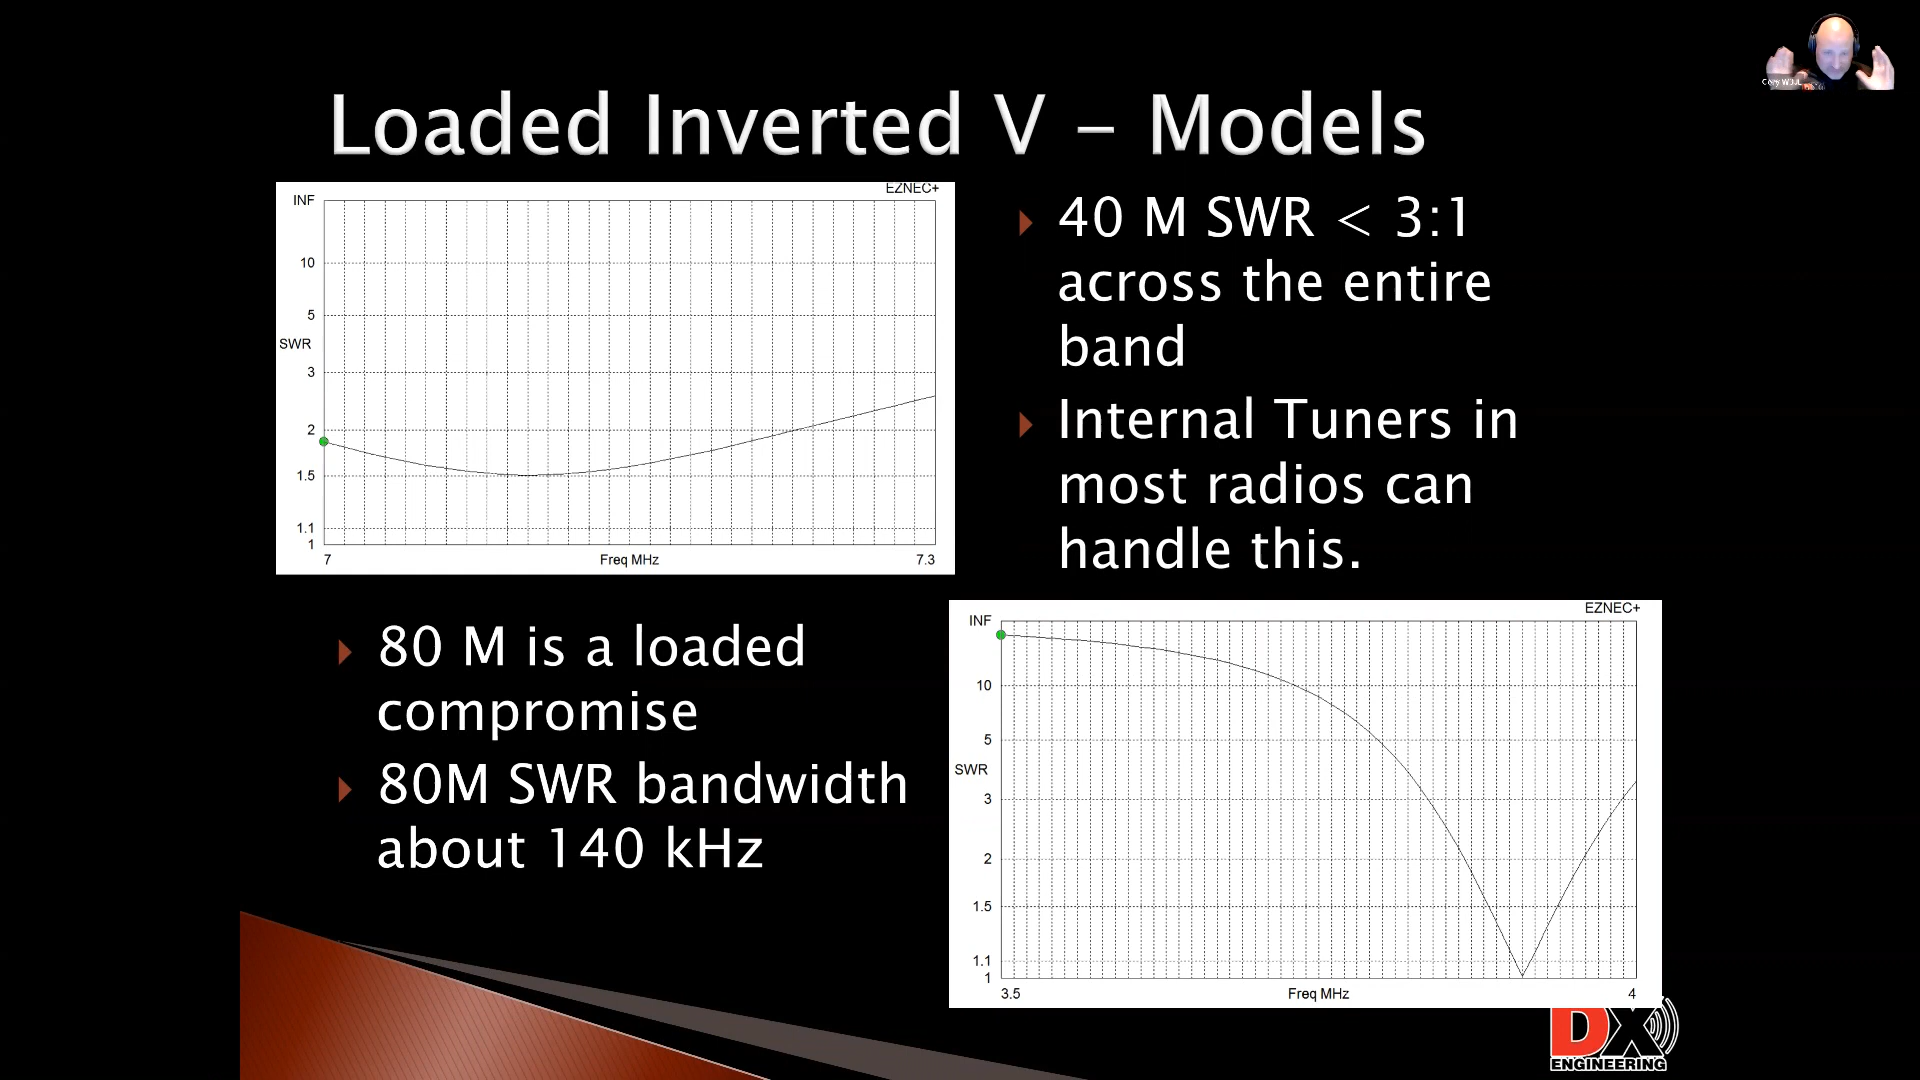 Loaded Inverted V – Models
EZNEC+
INF
10
5
SWR
3
2
1.5
1.1
1
7
Freq MHz
7.3
40 M SWR < 3:1
across the entire
band
Internal Tuners in
most radios can
handle this.
80 M is a loaded
compromise
80M SWR bandwidth
about 140 kHz
EZNEC+
INF
10
5
SWR
3
2
1.5
1.1
1
3.5
Freq MHz
4
DX
ENGINEERING